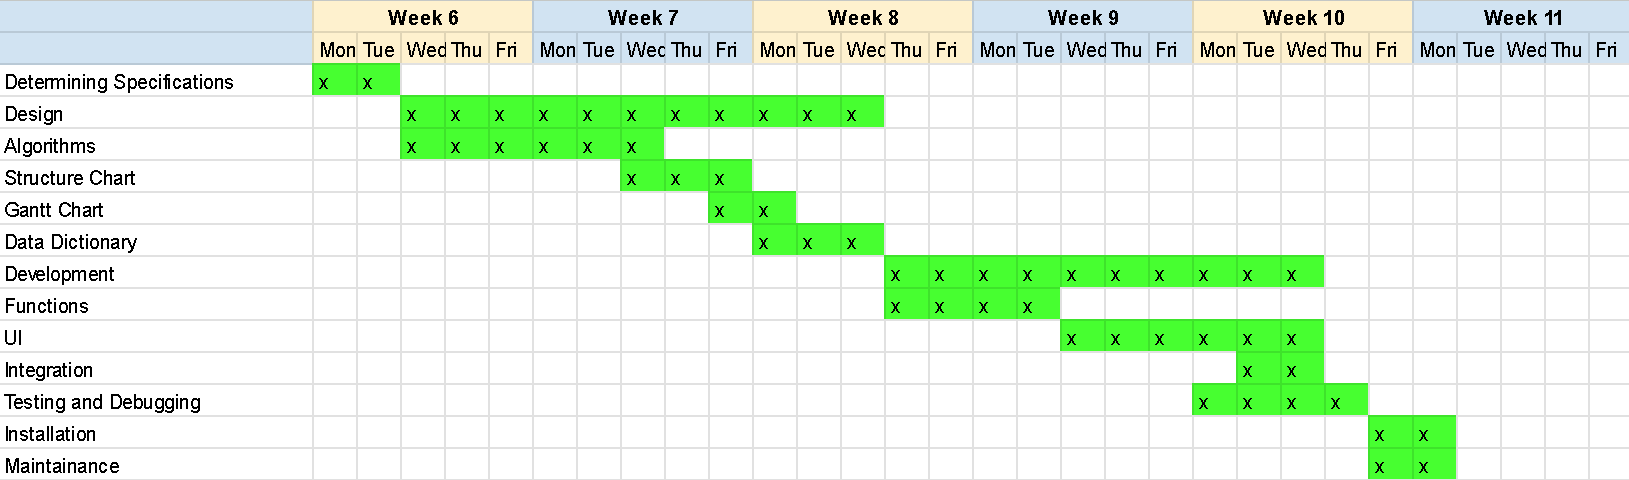 Week 6 Week 7 Week 8 Week 9 Week 10 Week 11
Mon Tue Wed Thu Fri Mon Tue Wed Thu Fri Mon Tue Wed Thu Fri Mon Tue Wed Thu Fri Mon Tue Wed Thu Fri Mon Tue Wed Thu Fri
Determining Specifications x x
Design x x x x x x x x x x x
Algorithms x x x x x x
Structure Chart x x x
Gantt Chart x x
Data Dictionary x x x
Development x x x x x x x x x x
Functions x x x x
UI x x x x x x
Integration x x
Testing and Debugging x x x x
Installation x x
Maintainance x x